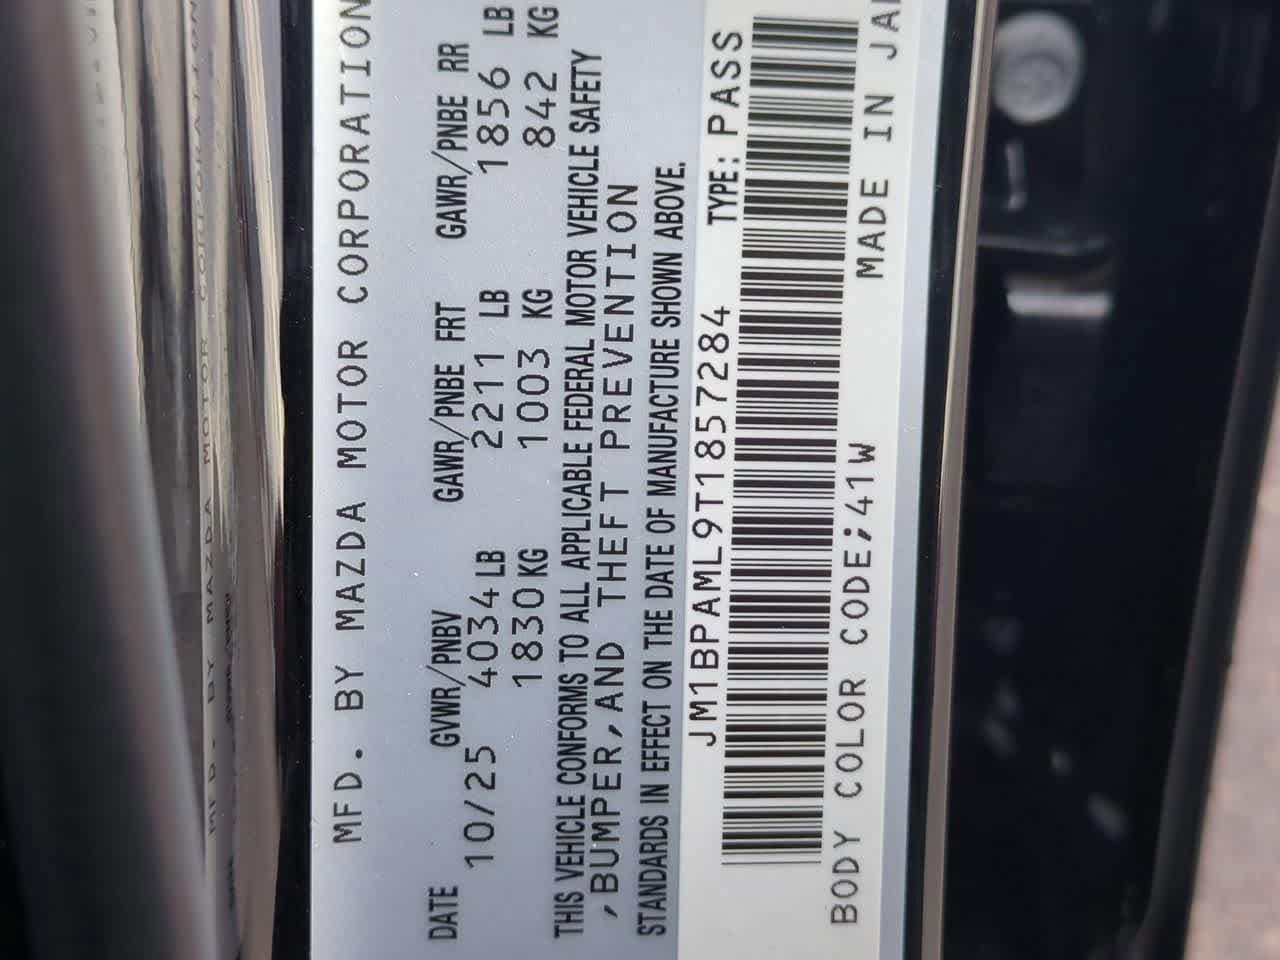 MFD. BY MAZDA MOTOR CORPORATION
DATE GVWR/PNBV GAWR/PNBE FRT GAWR/PNBE RR
10/25 4034 LB 2211 LB 1856 LB
1830 KG 1003 KG 842 KG
THIS VEHICLE CONFORMS TO ALL APPLICABLE FEDERAL MOTOR VEHICLE SAFETY
,BUMPER,AND THEFT PREVENTION
STANDARDS IN EFFECT ON THE DATE OF MANUFACTURE SHOWN ABOVE.
JM1BPAML9T1857284 TYPE: PASS
BODY COLOR CODE;41W MADE IN JA